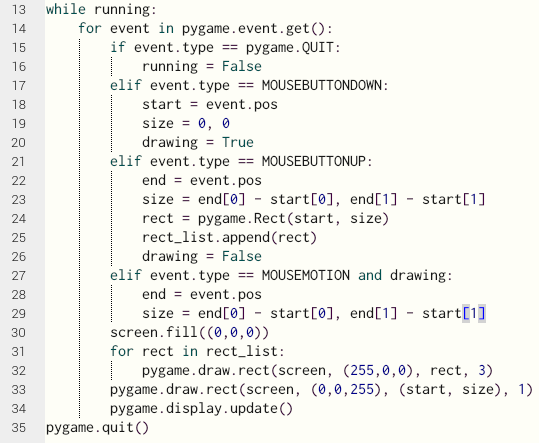 13 while running:
14     for event in pygame.event.get():
15         if event.type == pygame.QUIT:
16             running = False
17         elif event.type == MOUSEBUTTONDOWN:
18             start = event.pos
19             size = 0, 0
20             drawing = True
21         elif event.type == MOUSEBUTTONUP:
22             end = event.pos
23             size = end[0] - start[0], end[1] - start[1]
24             rect = pygame.Rect(start, size)
25             rect_list.append(rect)
26             drawing = False
27         elif event.type == MOUSEMOTION and drawing:
28             end = event.pos
29             size = end[0] - start[0], end[1] - start[1]
30         screen.fill((0,0,0))
31         for rect in rect_list:
32             pygame.draw.rect(screen, (255,0,0), rect, 3)
33         pygame.draw.rect(screen, (0,0,255), (start, size), 1)
34         pygame.display.update()
35 pygame.quit()